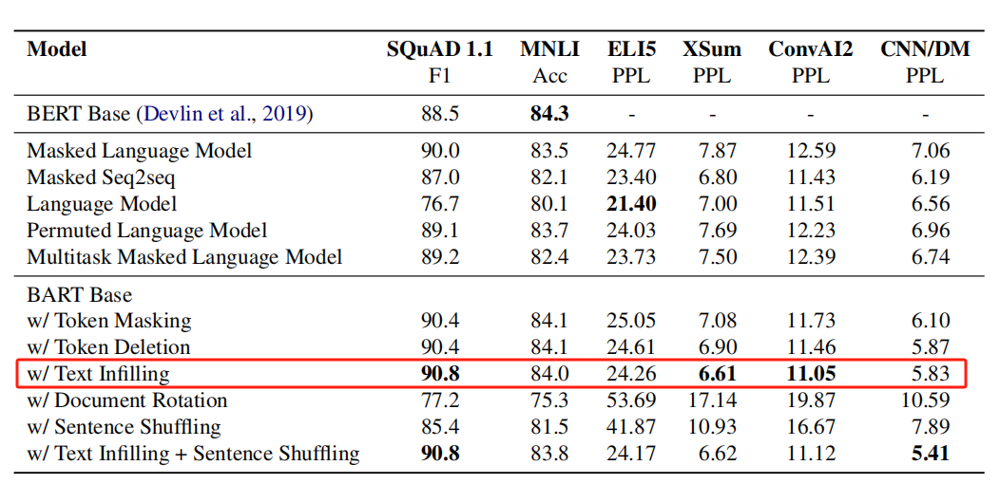 Model SQuAD 1.1 MNLI ELI5 XSum ConvAI2 CNN/DM
F1 Acc PPL PPL PPL PPL
BERT Base (Devlin et al., 2019) 88.5 84.3 - - - -
Masked Language Model 90.0 83.5 24.77 7.87 12.59 7.06
Masked Seq2seq 87.0 82.1 23.40 6.80 11.43 6.19
Language Model 76.7 80.1 21.40 7.00 11.51 6.56
Permuted Language Model 89.1 83.7 24.03 7.69 12.23 6.96
Multitask Masked Language Model 89.2 82.4 23.73 7.50 12.39 6.74
BART Base
w/ Token Masking 90.4 84.1 25.05 7.08 11.73 6.10
w/ Token Deletion 90.4 84.1 24.61 6.90 11.46 5.87
w/ Text Infilling 90.8 84.0 24.26 6.61 11.05 5.83
w/ Document Rotation 77.2 75.3 53.69 17.14 19.87 10.59
w/ Sentence Shuffling 85.4 81.5 41.87 10.93 16.67 7.89
w/ Text Infilling + Sentence Shuffling 90.8 83.8 24.17 6.62 11.12 5.41